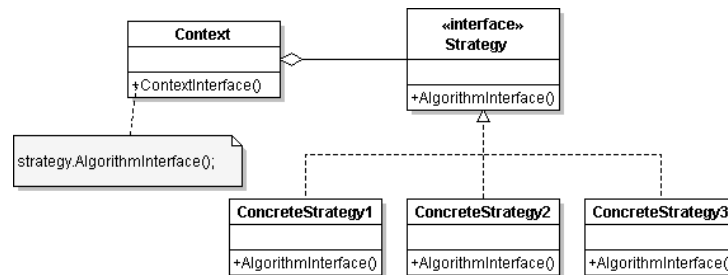 Context
+ContextInterface()
«interface»
Strategy
+AlgorithmInterface()
strategy.AlgorithmInterface();
ConcreteStrategy1
+AlgorithmInterface()
ConcreteStrategy2
+AlgorithmInterface()
ConcreteStrategy3
+AlgorithmInterface()